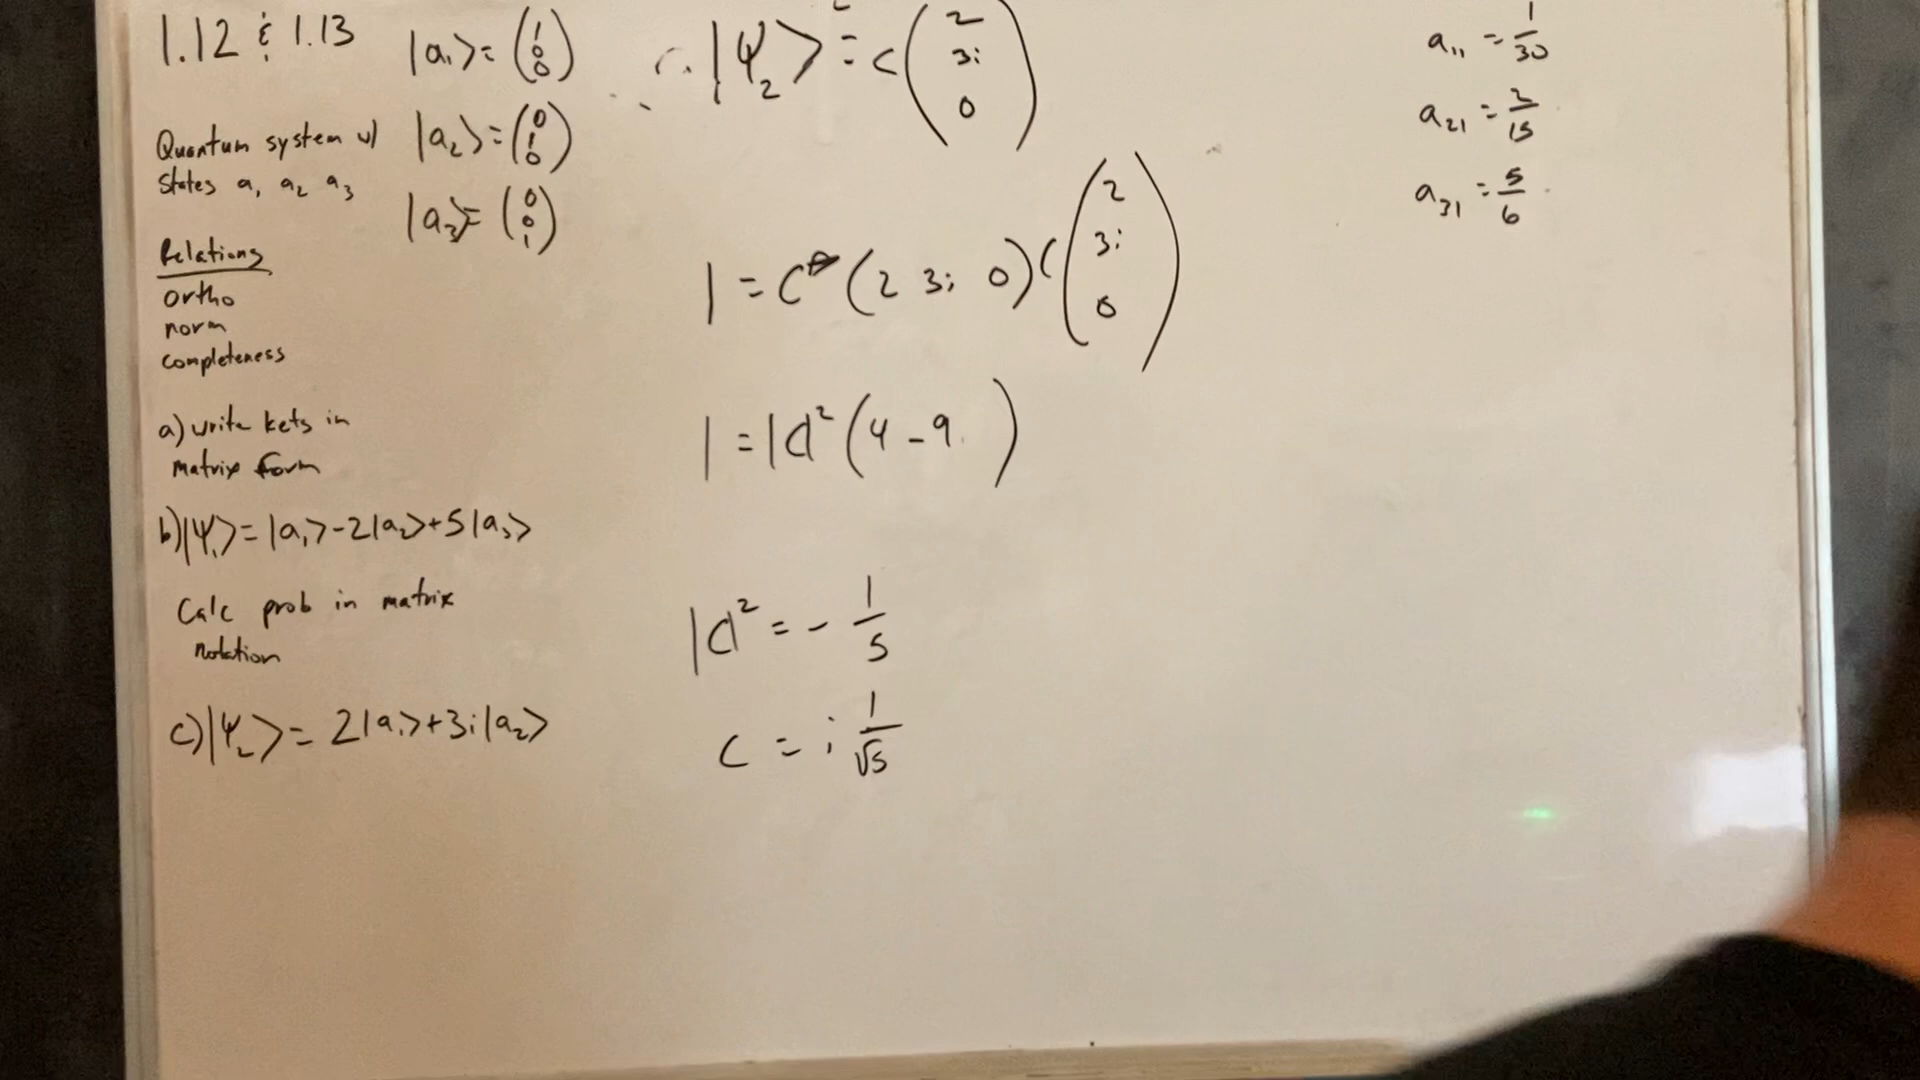 1.12 & 1.13
|a₁> = (1 0 0)
Quantum system w/
states a₁ a₂ a₃
|a₂> = (0 1 0)
|a₃> = (0 0 1)
Relations
ortho
norm
completeness
a) write kets in
matrix form
b) |Ψ₁> = |a₁> - 2|a₂> + 5|a₃>
Calc prob in matrix
notation
c) |Ψ₂> = 2|a₁> + 3i|a₂>
|Ψ₂> = c (2 3i 0)
1 = C* (2 3i 0) C (2 3i 0)
1 = |C|² (4 - 9)
|C|² = - 1/5
C = i 1/√5
a₁₁ = 1/30
a₂₁ = 2/15
a₃₁ = 5/6